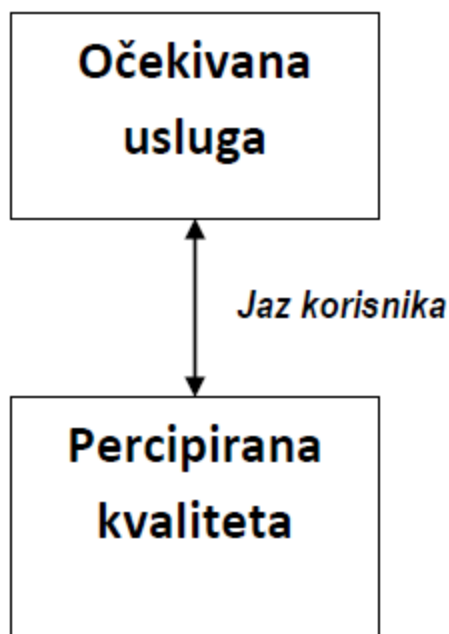 Očekivana
usluga
Jaz korisnika
Percipirana
kvaliteta